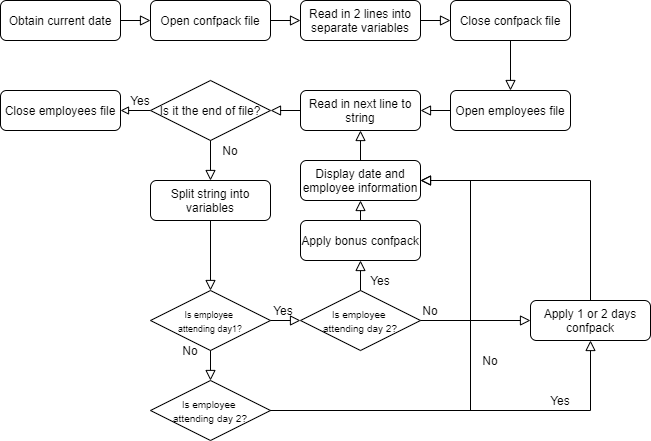 Obtain current date
Open confpack file
Read in 2 lines into
separate variables
Close confpack file
Close employees file
Yes
Is it the end of file?
Read in next line to
string
Open employees file
No
Split string into
variables
Display date and
employee information
Apply bonus confpack
Yes
Is employee
attending day1?
Yes
Is employee
attending day 2?
No
Apply 1 or 2 days
confpack
No
No
Is employee
attending day 2?
Yes